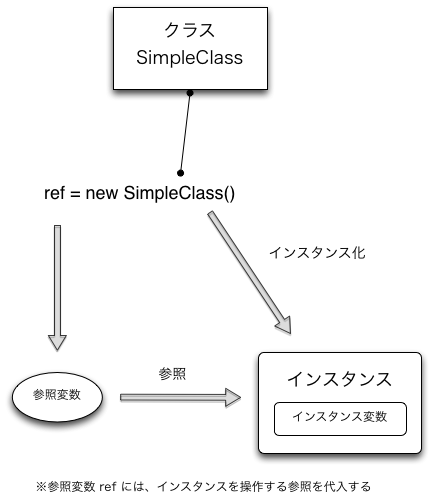 クラス
SimpleClass
ref = new SimpleClass()
インスタンス化
参照
参照変数
インスタンス
インスタンス変数
※参照変数 ref には、インスタンスを操作する参照を代入する